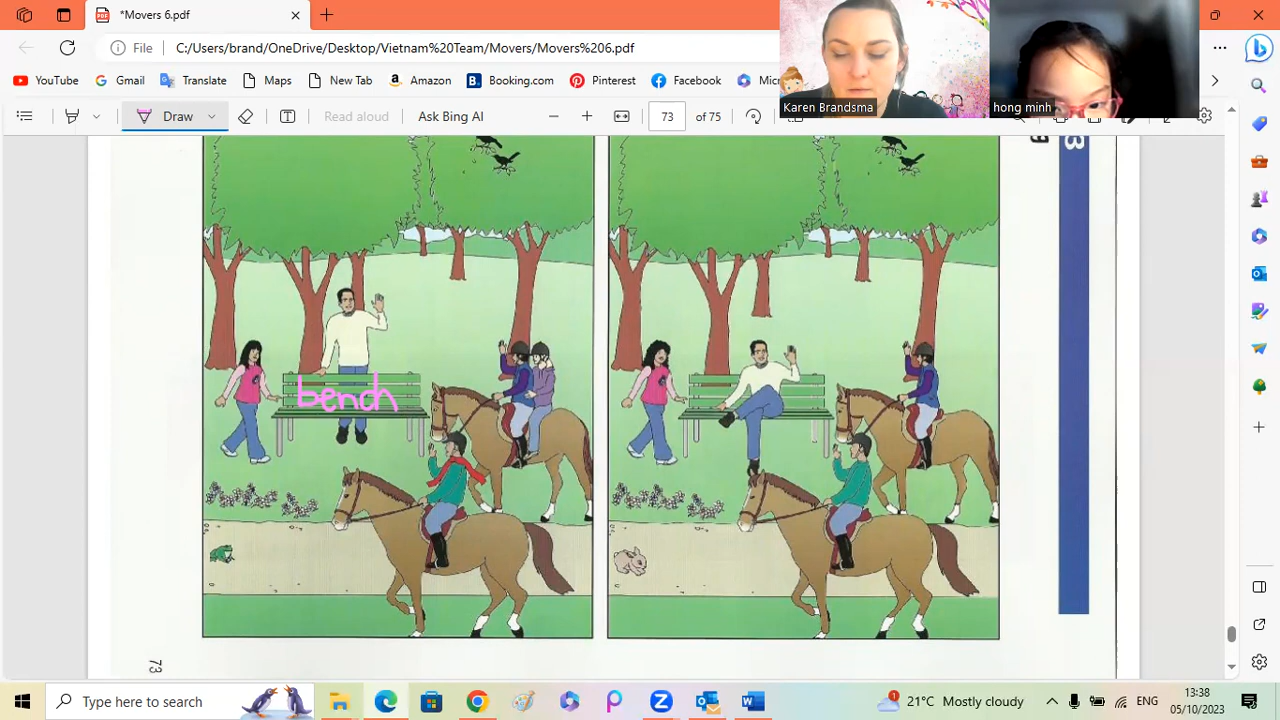 *Movers 6.pdf
File
C:/Users/brand/OneDrive/Desktop/Vietnam%20Team/Movers/Movers%206.pdf
YouTube
Gmail
Translate
Maps
New Tab
Amazon
Booking.com
Pinterest
Facebook
Karen Brandsma
hong minh
Draw
Read aloud
Ask Bing AI
73
of 75
bench
73
Type here to search
21°C Mostly cloudy
ENG
13:38
05/10/2023